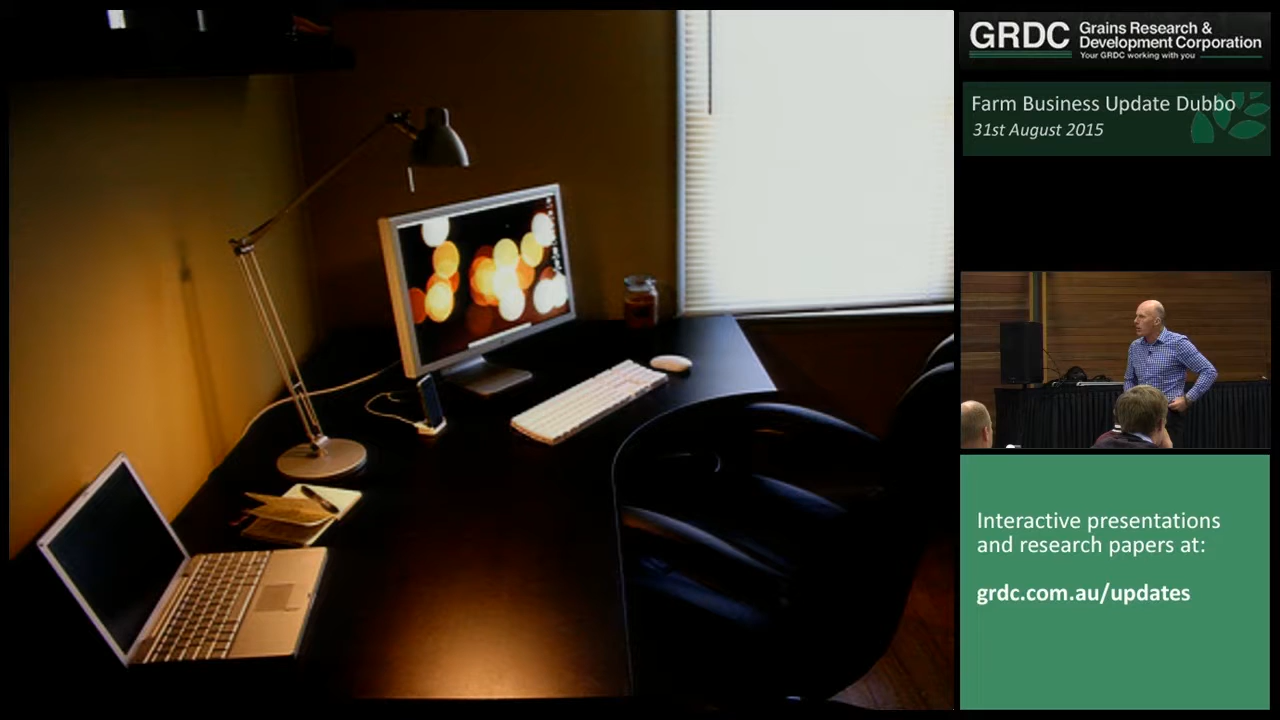 GRDC
Grains Research &
Development Corporation
Your GRDC working with you
Farm Business Update Dubbo
31st August 2015
Interactive presentations
and research papers at:
grdc.com.au/updates